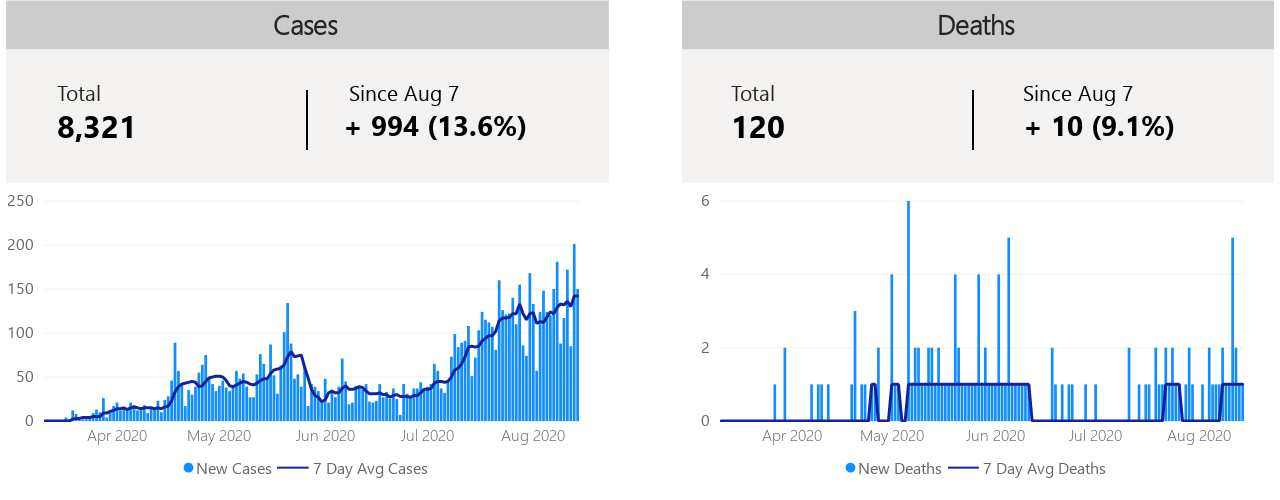 Cases
Total
Since Aug 7
8,321
+ 994 (13.6%)
250
200
150
100
50
0
Apr 2020 May 2020 Jun 2020 Jul 2020 Aug 2020
New Cases 7 Day Avg Cases
Deaths
Total
Since Aug 7
120
+ 10 (9.1%)
6
4
2
0
Apr 2020 May 2020 Jun 2020 Jul 2020 Aug 2020
New Deaths 7 Day Avg Deaths